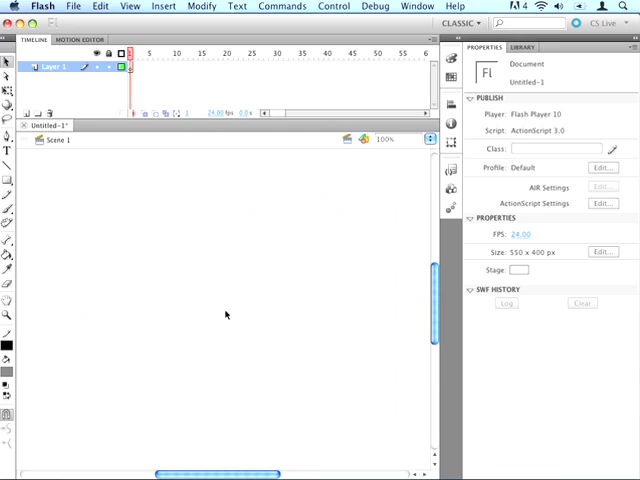 Flash File Edit View Insert Modify Text Commands Control Debug Window Help 4
Fl CLASSIC CS Live
TIMELINE MOTION EDITOR
1 5 10 15 20 25 30 35 40 45 50 55 6
Layer 1
1 24.00 fps 0.0 s
Untitled-1*
Scene 1 100%
T
PROPERTIES LIBRARY
Fl
Document
Untitled-1
PUBLISH
Player: Flash Player 10
Script: ActionScript 3.0
Class:
Profile: Default Edit...
AIR Settings Edit...
ActionScript Settings Edit...
PROPERTIES
FPS: 24.00
Size: 550 x 400 px Edit...
Stage:
SWF HISTORY
Log Clear